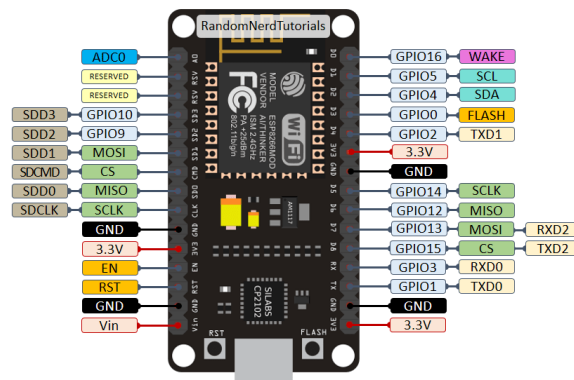 RandomNerdTutorials
ADC0
RESERVED
RESERVED
SDD3 GPIO10
SDD2 GPIO9
SDD1 MOSI
SDCMD CS
SDD0 MISO
SDCLK SCLK
GND
3.3V
EN
RST
GND
Vin
A0
RSV
RSV
SD3
SD2
SD1
CMD
SD0
CLK
GND
3V3
EN
RST
GND
Vin
MODEL
VENDOR
ESP8266MOD
AI/THINKER
ISM 2.4GHz
PA +25dBm
802.11b/g/n
FCC
WiFi
AM1117
SILABS
CP2102
RST
FLASH
D0
D1
D2
D3
D4
3V3
GND
D5
D6
D7
D8
RX
TX
GND
3V3
GPIO16 WAKE
GPIO5 SCL
GPIO4 SDA
GPIO0 FLASH
GPIO2 TXD1
3.3V
GND
GPIO14 SCLK
GPIO12 MISO
GPIO13 MOSI RXD2
GPIO15 CS TXD2
GPIO3 RXD0
GPIO1 TXD0
GND
3.3V